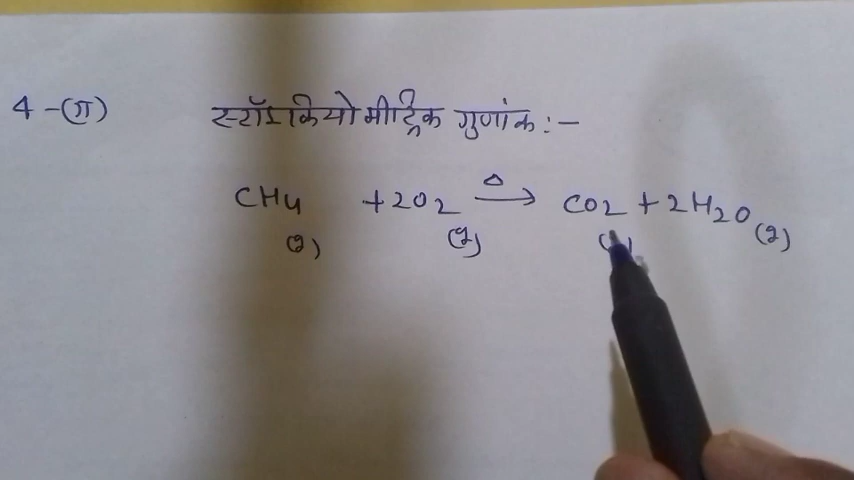 4-(ग) स्टॉइकियोमीट्रिक गुणांक :-
CH4 + 2O2 △→ CO2 + 2H2O
(g) (g) (g)